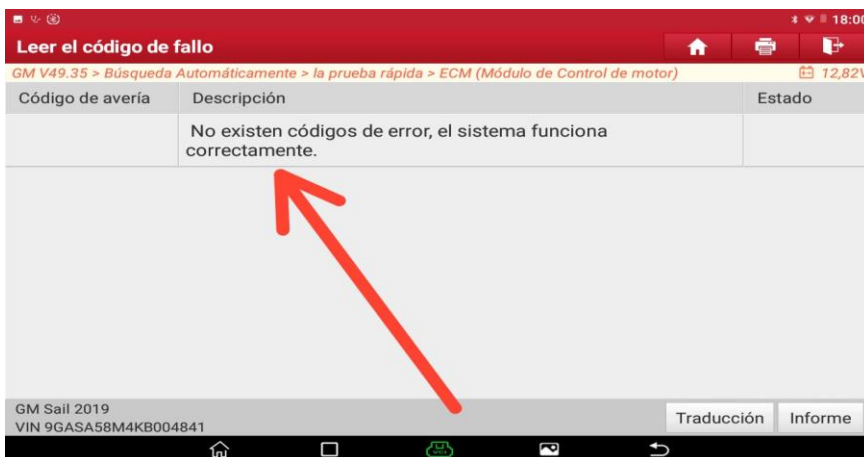 18:00
Leer el código de fallo
GM V49.35 > Búsqueda Automáticamente > la prueba rápida > ECM (Módulo de Control de motor)
12,82V
Código de avería
Descripción
Estado
No existen códigos de error, el sistema funciona
correctamente.
GM Sail 2019
VIN 9GASA58M4KB004841
Traducción
Informe